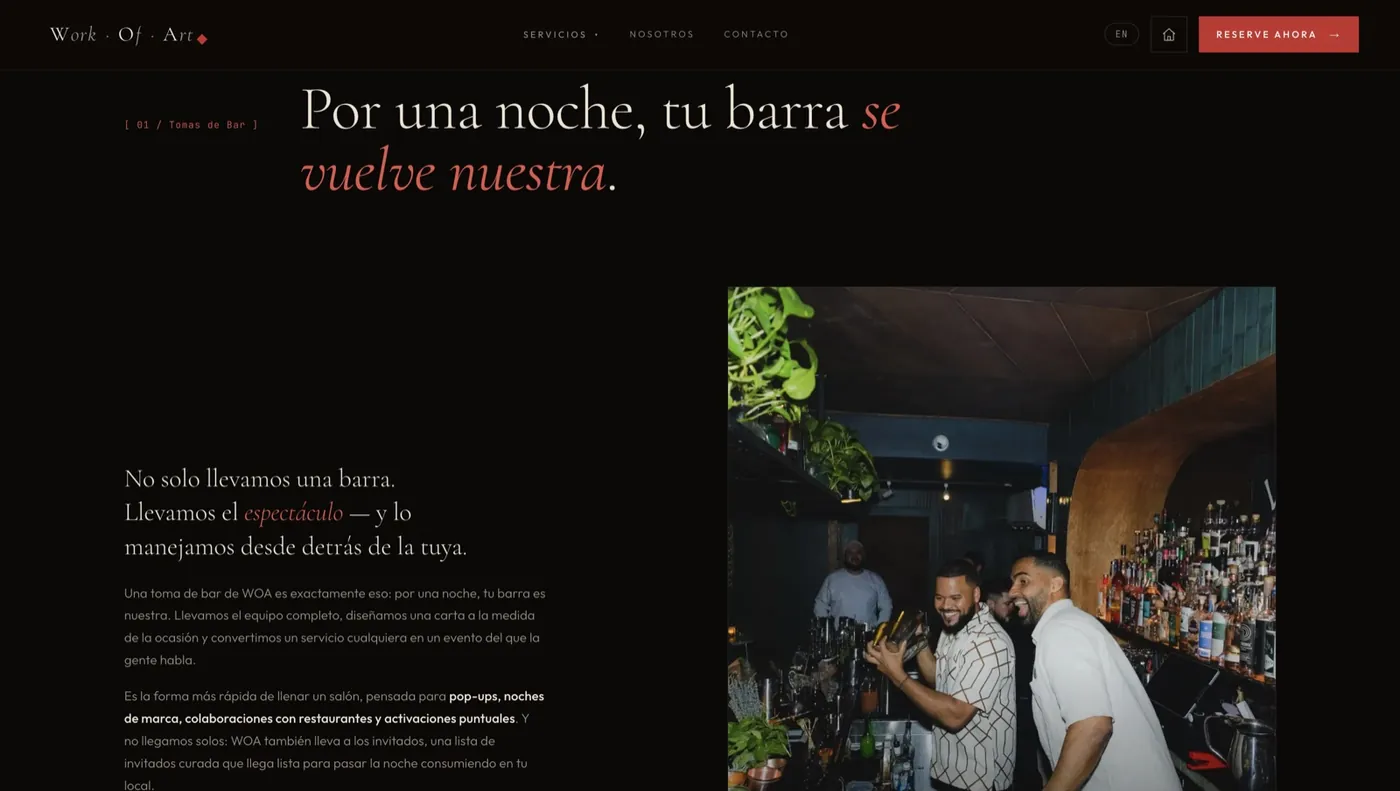 Work · Of · Art
SERVICIOS
NOSOTROS
CONTACTO
EN
RESERVE AHORA →
[ 01 / Tomas de Bar ]
Por una noche, tu barra se
vuelve nuestra.
No solo llevamos una barra.
Llevamos el espectáculo — y lo
manejamos desde detrás de la tuya.
Una toma de bar de WOA es exactamente eso: por una noche, tu barra es
nuestra. Llevamos el equipo completo, diseñamos una carta a la medida
de la ocasión y convertimos un servicio cualquiera en un evento del que la
gente habla.
Es la forma más rápida de llenar un salón, pensada para pop-ups, noches
de marca, colaboraciones con restaurantes y activaciones puntuales. Y
no llegamos solos: WOA también lleva a los invitados, una lista de
invitados curada que llega lista para pasar la noche consumiendo en tu
local.